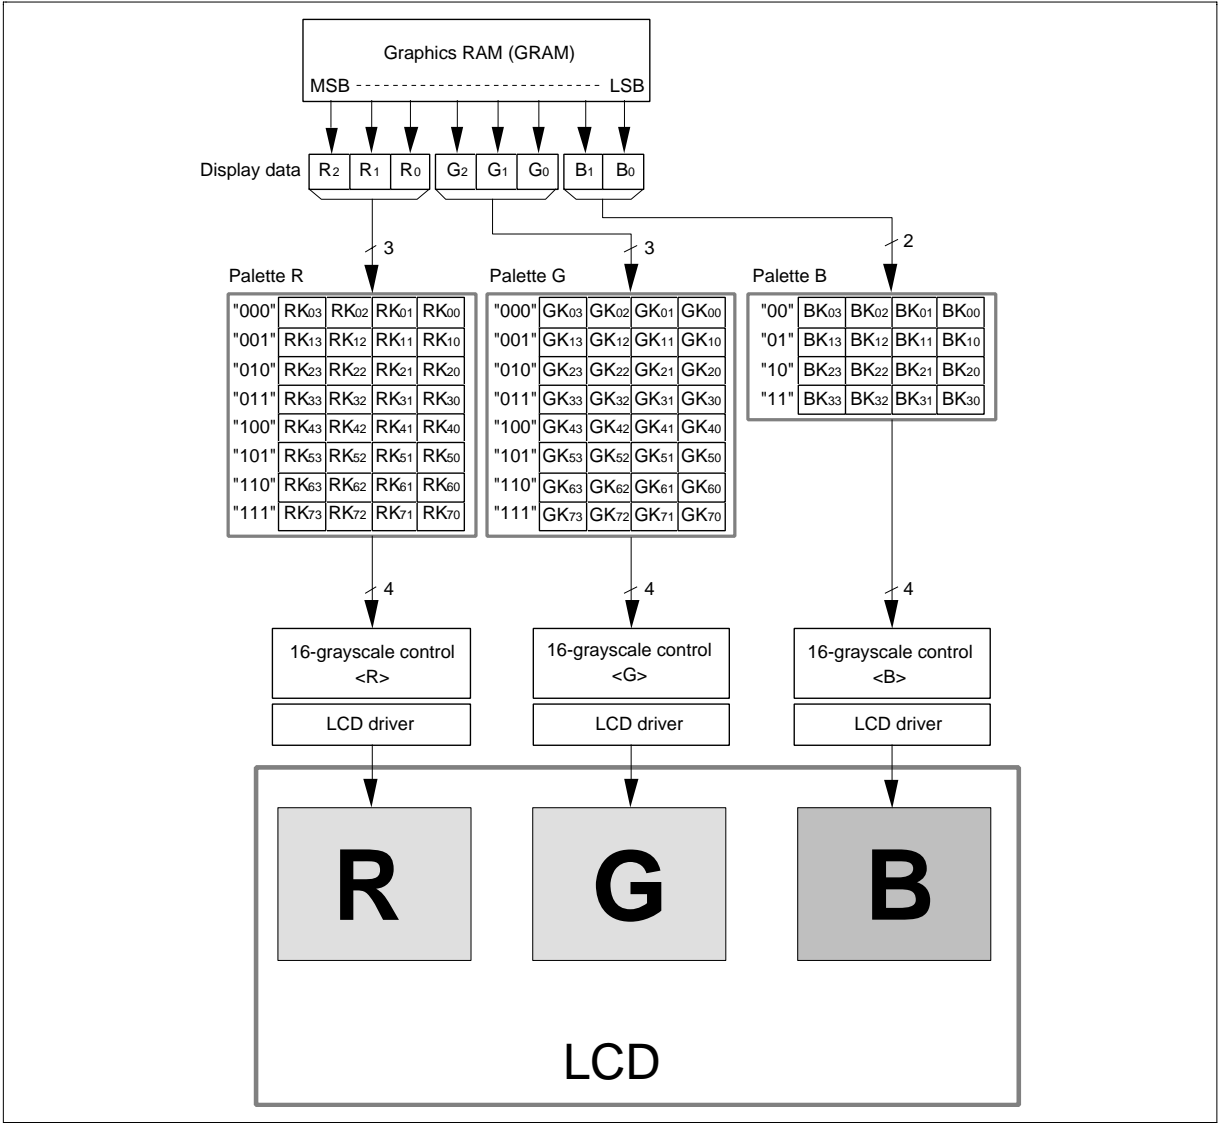 Graphics RAM (GRAM)
MSB LSB
Display data R2 R1 R0 G2 G1 G0 B1 B0
3 3 2
Palette R
"000" RK03 RK02 RK01 RK00
"001" RK13 RK12 RK11 RK10
"010" RK23 RK22 RK21 RK20
"011" RK33 RK32 RK31 RK30
"100" RK43 RK42 RK41 RK40
"101" RK53 RK52 RK51 RK50
"110" RK63 RK62 RK61 RK60
"111" RK73 RK72 RK71 RK70
Palette G
"000" GK03 GK02 GK01 GK00
"001" GK13 GK12 GK11 GK10
"010" GK23 GK22 GK21 GK20
"011" GK33 GK32 GK31 GK30
"100" GK43 GK42 GK41 GK40
"101" GK53 GK52 GK51 GK50
"110" GK63 GK62 GK61 GK60
"111" GK73 GK72 GK71 GK70
Palette B
"00" BK03 BK02 BK01 BK00
"01" BK13 BK12 BK11 BK10
"10" BK23 BK22 BK21 BK20
"11" BK33 BK32 BK31 BK30
4 4 4
16-grayscale control
<R>
16-grayscale control
<G>
16-grayscale control
<B>
LCD driver LCD driver LCD driver
R G B
LCD